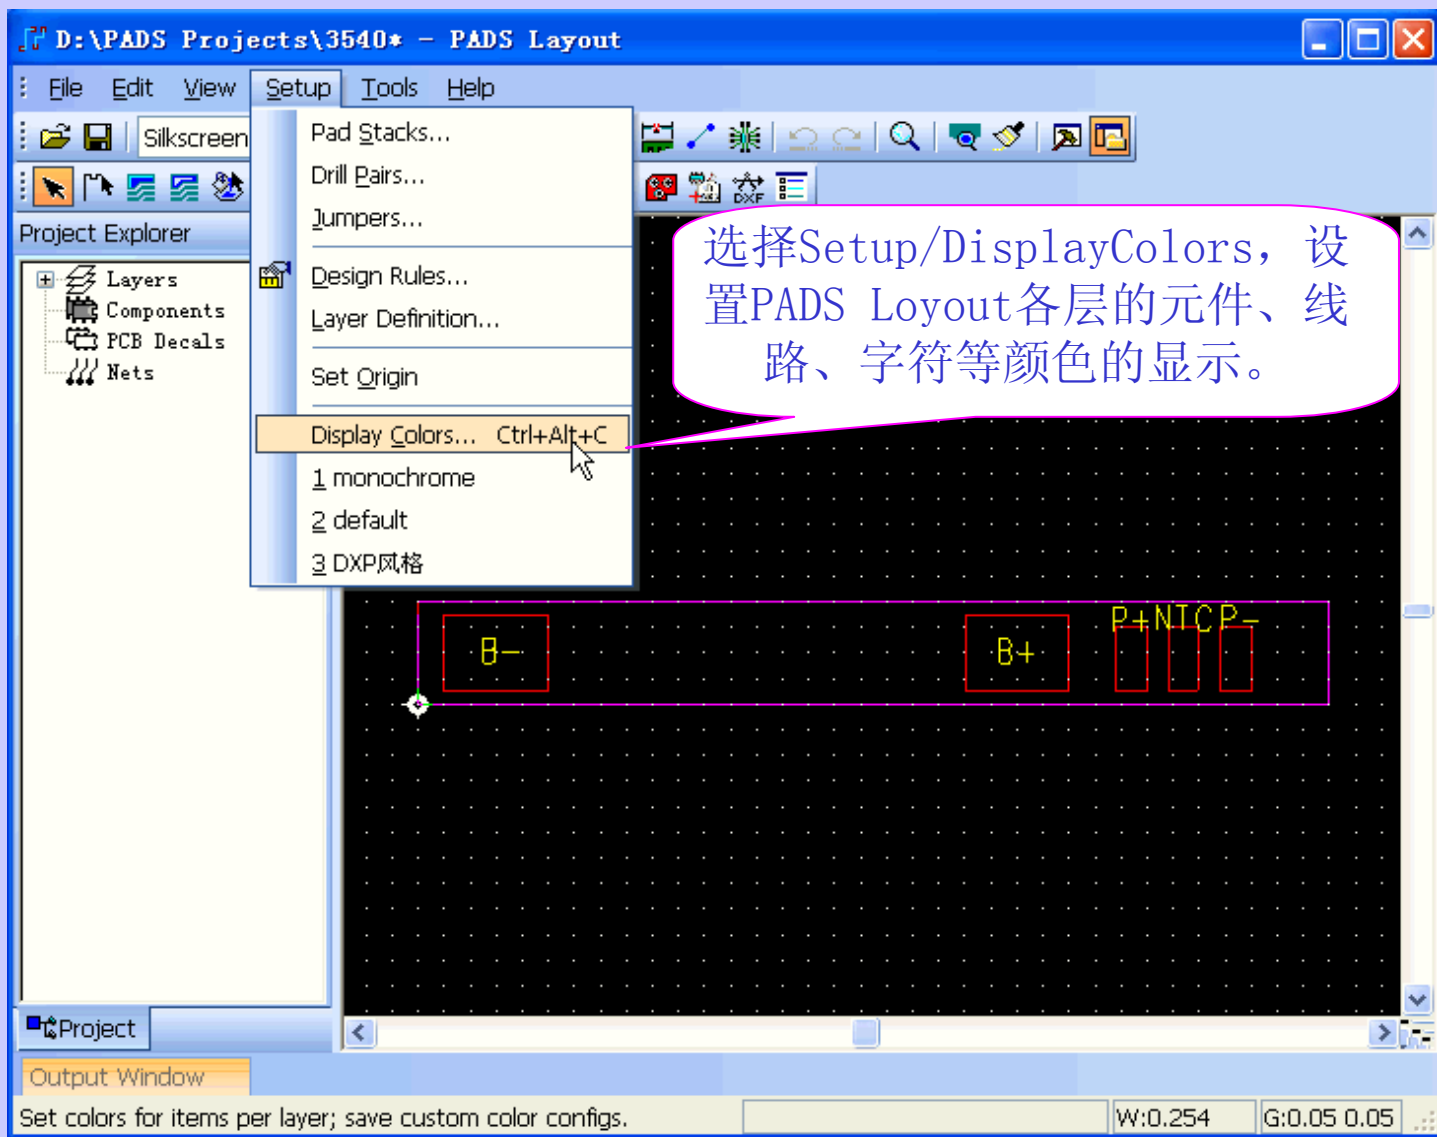 D:\PADS Projects\3540* - PADS Layout
File Edit View Setup Tools Help
Silkscreen
Pad Stacks...
Drill Pairs...
Jumpers...
Design Rules...
Layer Definition...
Set Origin
Display Colors... Ctrl+Alt+C
1 monochrome
2 default
3 DXP风格
DXF
Project Explorer
Layers
Components
PCB Decals
Nets
选择Setup/DisplayColors，设
置PADS Loyout各层的元件、线
路、字符等颜色的显示。
B- B+ P+ NTC P-
Project
Output Window
Set colors for items per layer; save custom color configs. W:0.254 G:0.05 0.05